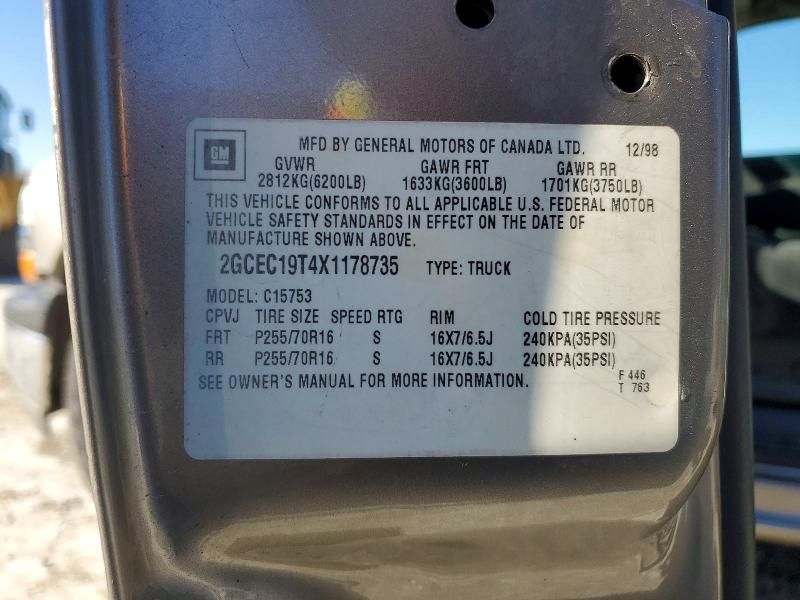 GM
MFD BY GENERAL MOTORS OF CANADA LTD. 12/98
GVWR GAWR FRT GAWR RR
2812KG(6200LB) 1633KG(3600LB) 1701KG(3750LB)
THIS VEHICLE CONFORMS TO ALL APPLICABLE U.S. FEDERAL MOTOR
VEHICLE SAFETY STANDARDS IN EFFECT ON THE DATE OF
MANUFACTURE SHOWN ABOVE.
2GCEC19T4X1178735 TYPE: TRUCK
MODEL: C15753
CPVJ TIRE SIZE SPEED RTG RIM COLD TIRE PRESSURE
FRT P255/70R16 S 16X7/6.5J 240KPA(35PSI)
RR P255/70R16 S 16X7/6.5J 240KPA(35PSI)
SEE OWNER'S MANUAL FOR MORE INFORMATION.
F 446
T 763